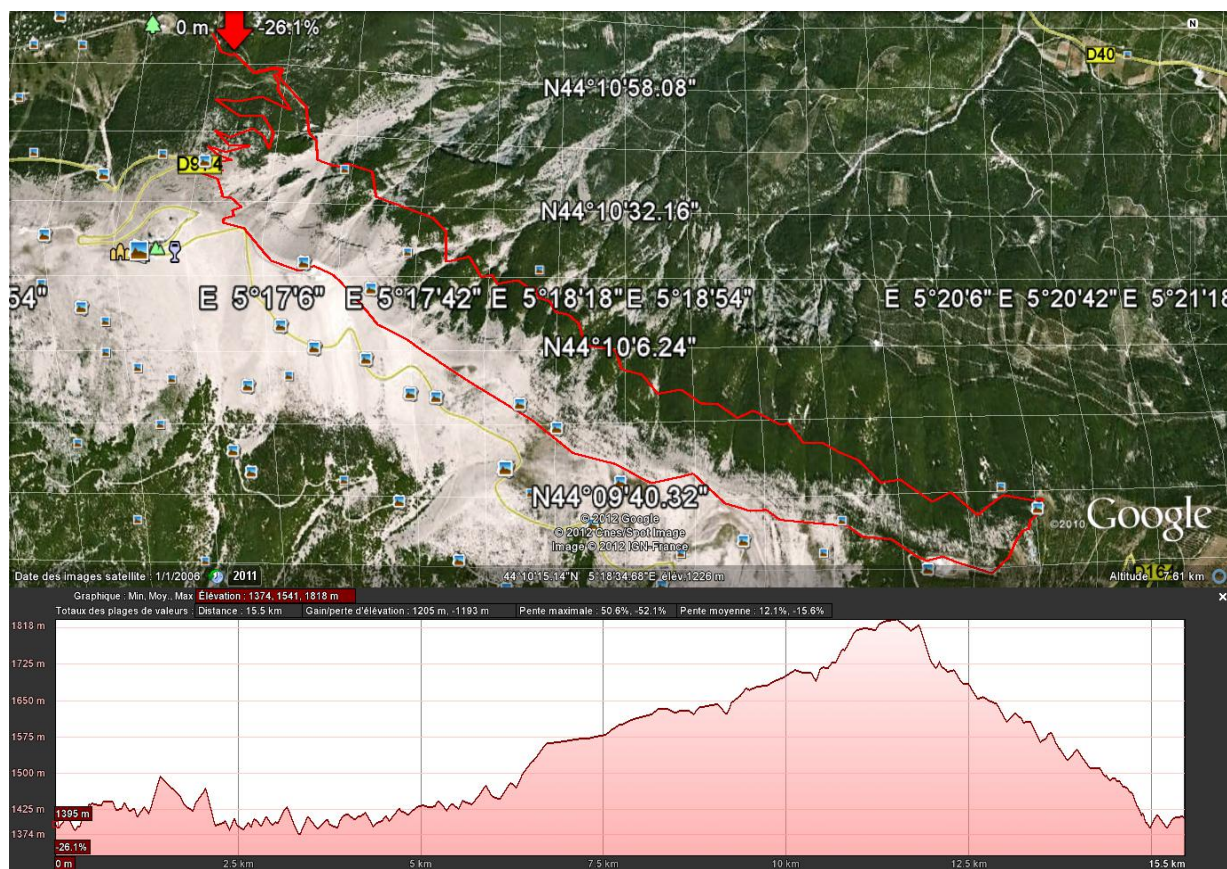 0 m
-26.1%
N
D40
N44°10'58.08"
D974
N44°10'32.16"
54" E 5°17'6" E 5°17'42" E 5°18'18" E 5°18'54" E 5°20'6" E 5°20'42" E 5°21'18
N44°10'6.24"
N44°09'40.32"
© 2012 Google
© 2012 Cnes/Spot Image
Image © 2012 IGN-France
©2010 Google
Date des images satellite : 1/1/2006 2011 44°10'15.14"N 5°18'34.68"E élév. 1226 m Altitude 7.61 km
D164
Graphique : Min, Moy., Max Élévation : 1374, 1541, 1818 m
Totaux des plages de valeurs : Distance : 15.5 km Gain/perte d'élévation : 1205 m, -1193 m Pente maximale : 50.6%, -52.1% Pente moyenne : 12.1%, -15.6%
1818 m
1725 m
1650 m
1575 m
1500 m
1425 m
1395 m
1374 m
-26.1%
0 m 2.5 km 5 km 7.5 km 10 km 12.5 km 15.5 km